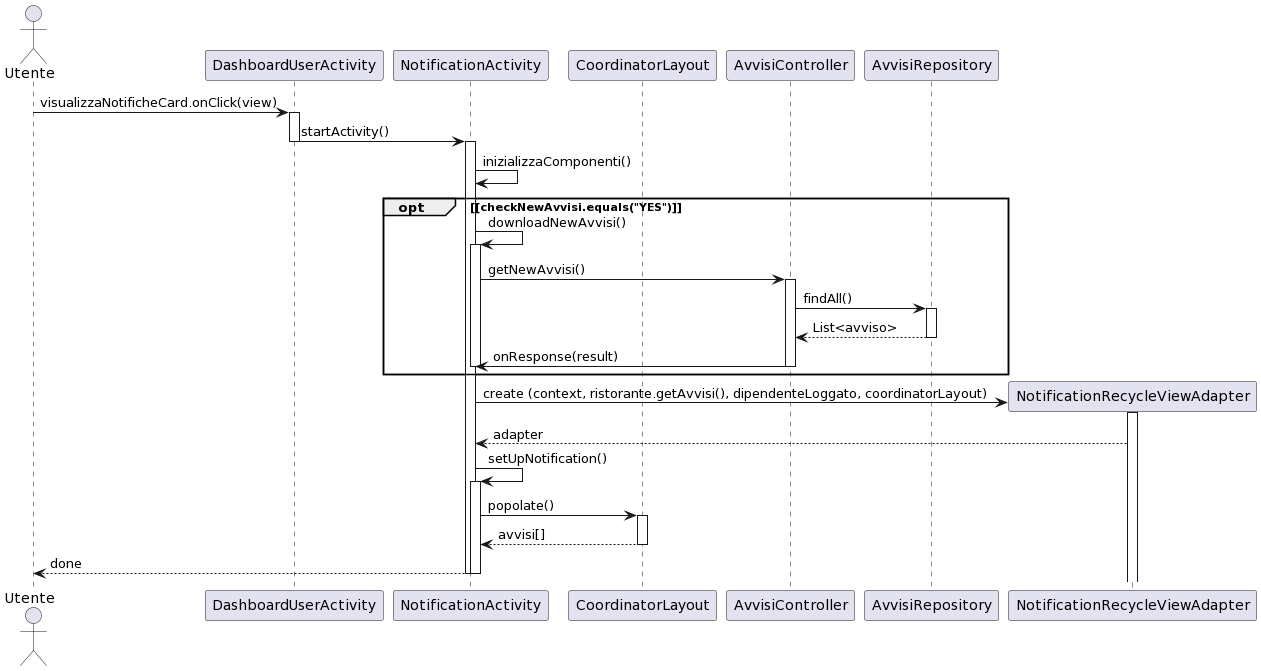 Utente
DashboardUserActivity
NotificationActivity
CoordinatorLayout
AvvisiController
AvvisiRepository
visualizzaNotificheCard.onClick(view)
startActivity()
inizializzaComponenti()
opt
[[checkNewAvvisi.equals("YES")]]
downloadNewAvvisi()
getNewAvvisi()
findAll()
List<avviso>
onResponse(result)
create (context, ristorante.getAvvisi(), dipendenteLoggato, coordinatorLayout)
NotificationRecycleViewAdapter
adapter
setUpNotification()
popolate()
avvisi[]
done
Utente
DashboardUserActivity
NotificationActivity
CoordinatorLayout
AvvisiController
AvvisiRepository
NotificationRecycleViewAdapter